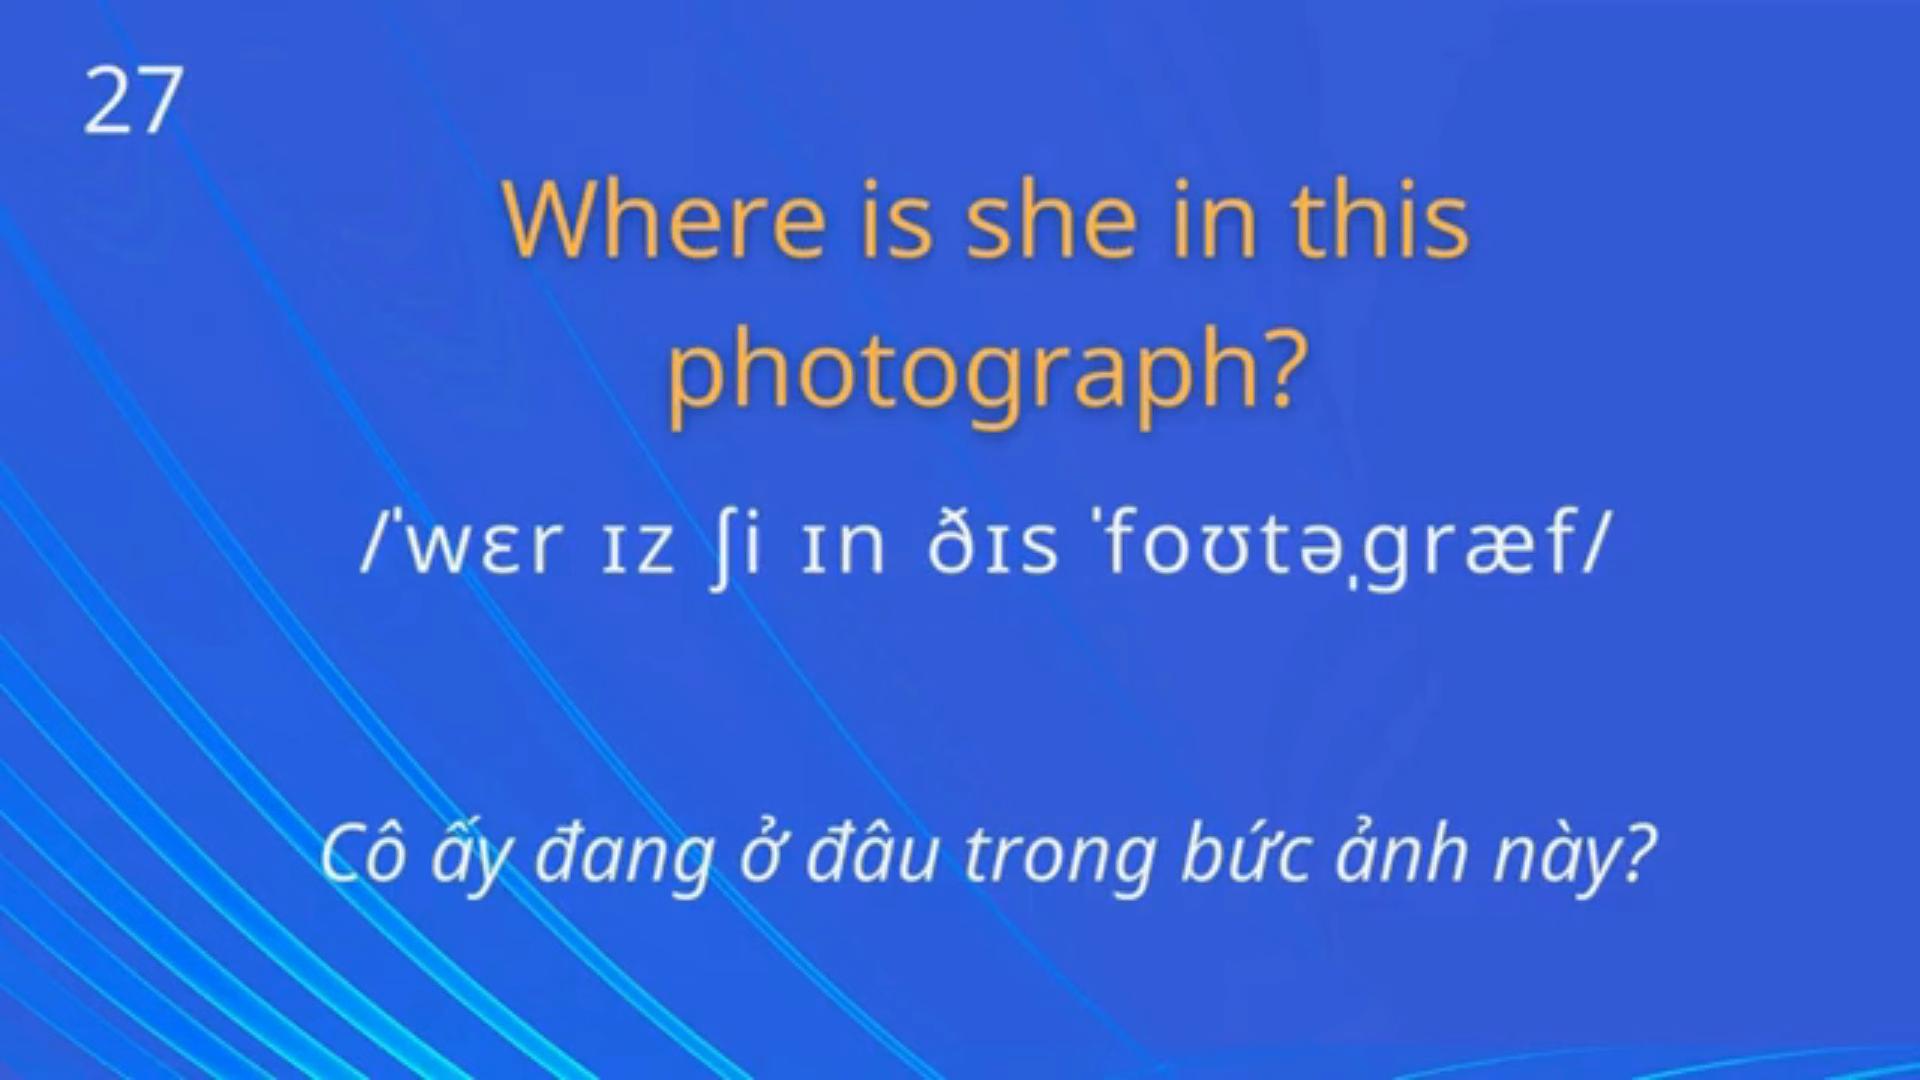 27
Where is she in this
photograph?
/ˈwɛr ɪz ʃi ɪn ðɪs ˈfoʊtəˌgræf/
Cô ấy đang ở đâu trong bức ảnh này?